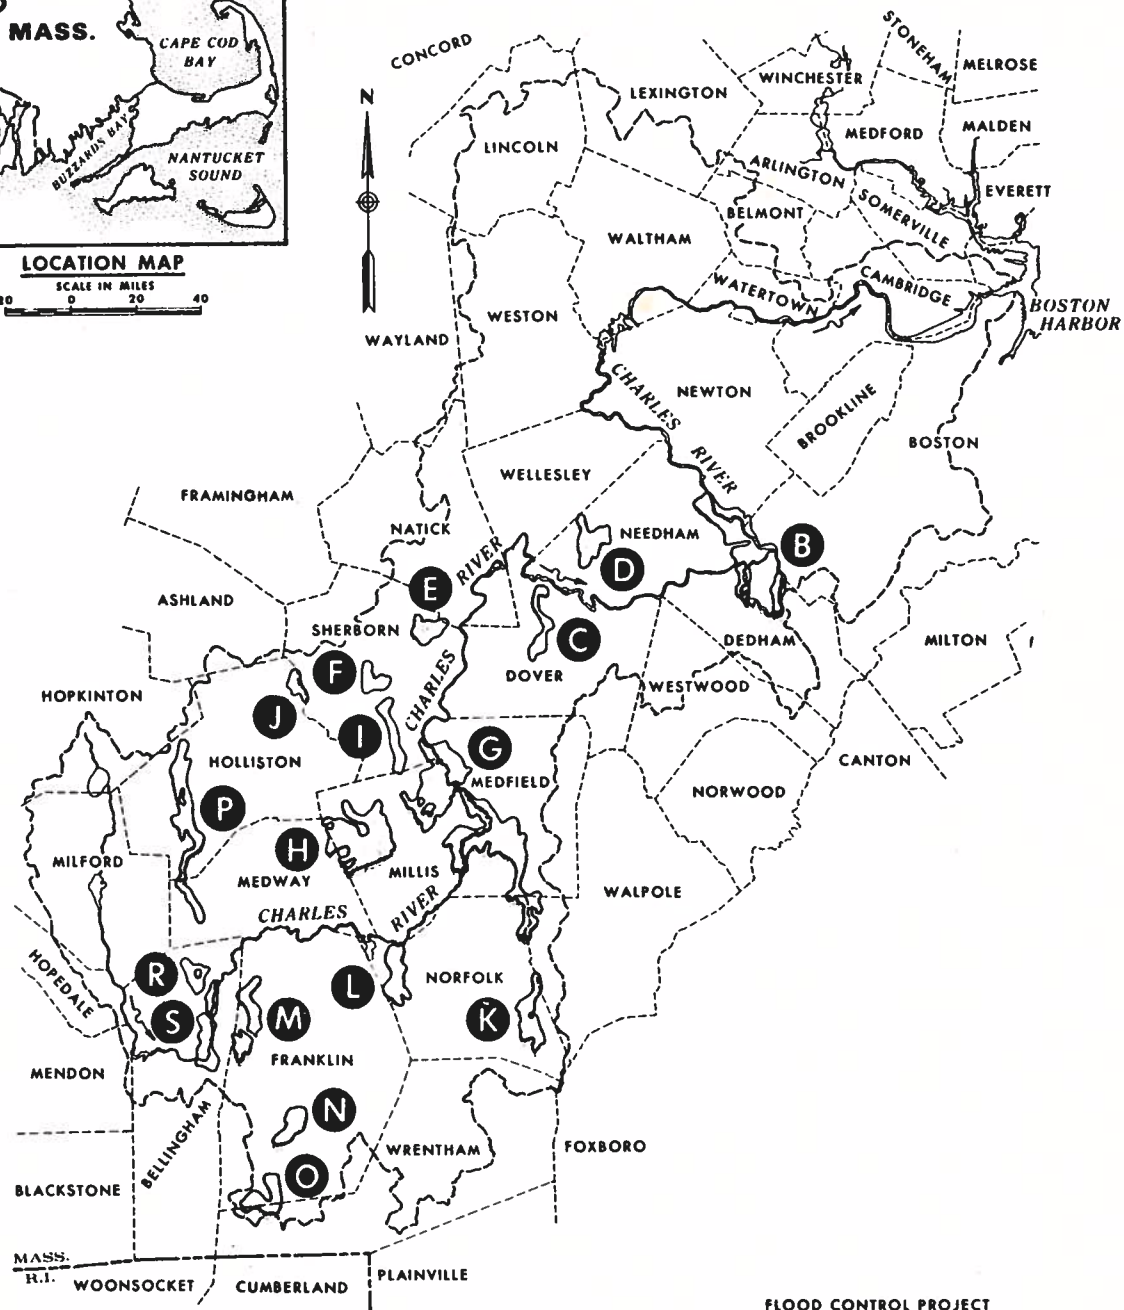 MASS.
CAPE COD
BAY
BUZZARDS BAY
NANTUCKET
SOUND
LOCATION MAP
SCALE IN MILES
20 0 20 40
N
CONCORD
STONEHAM
MELROSE
WINCHESTER
LEXINGTON
MEDFORD
MALDEN
LINCOLN
ARLINGTON
EVERETT
BELMONT
SOMERVILLE
WALTHAM
CAMBRIDGE
WATERTOWN
BOSTON
HARBOR
WESTON
WAYLAND
CHARLES
RIVER
NEWTON
BROOKLINE
BOSTON
WELLESLEY
FRAMINGHAM
NATICK
NEEDHAM
B
RIVER
D
E
ASHLAND
SHERBORN
C
DEDHAM
MILTON
F
DOVER
WESTWOOD
HOPKINTON
CHARLES
J
I
G
HOLLISTON
CANTON
MEDFIELD
NORWOOD
P
H
MILFORD
MILLIS
MEDWAY
WALPOLE
CHARLES
RIVER
HOPEDALE
R
L
NORFOLK
S
M
K
FRANKLIN
MENDON
N
BELLINGHAM
WRENTHAM
FOXBORO
O
BLACKSTONE
MASS.
R.I.
WOONSOCKET
CUMBERLAND
PLAINVILLE
FLOOD CONTROL PROJECT